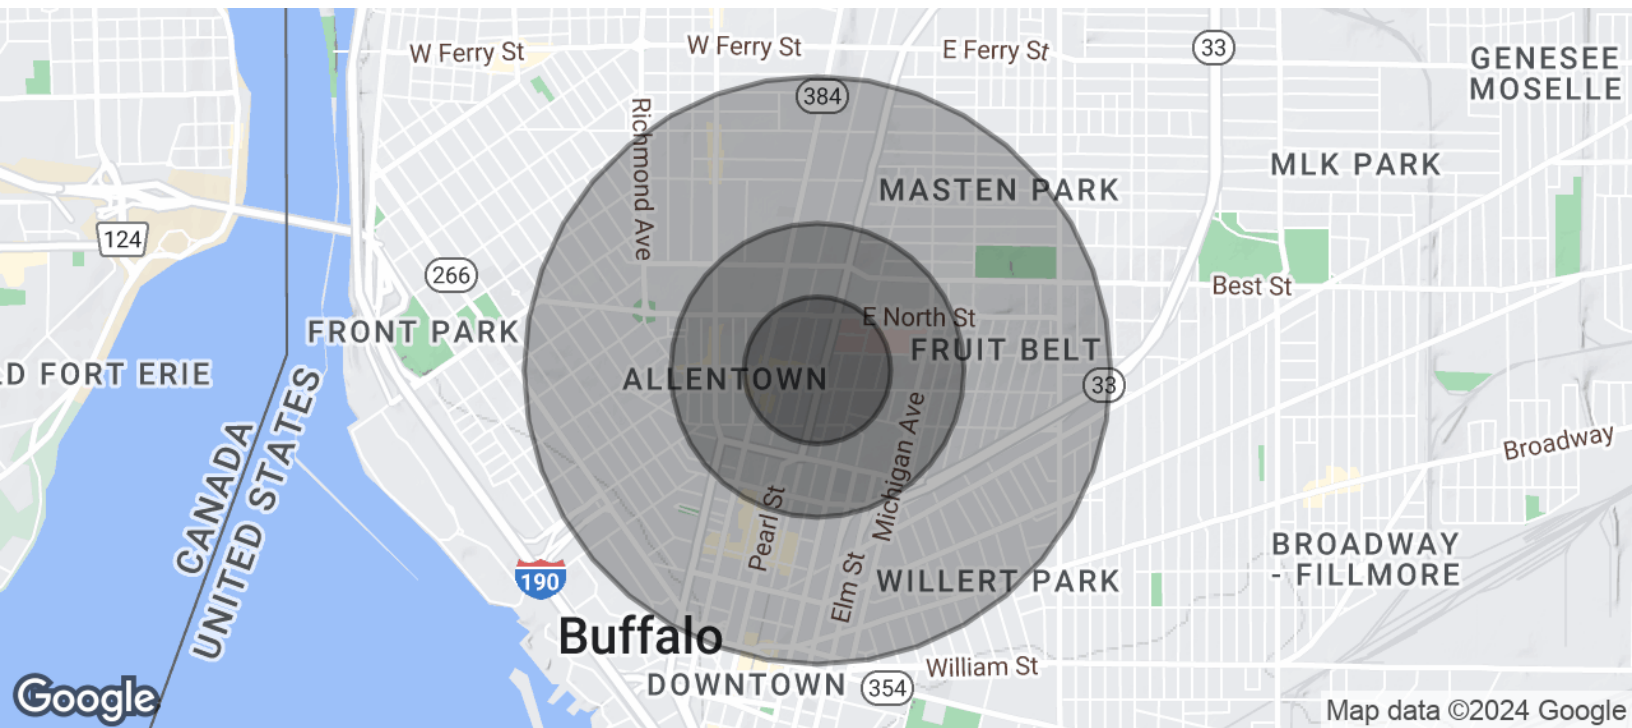 W Ferry St
W Ferry St
E Ferry St
33
GENESEE
MOSELLE
384
Richmond Ave
MLK PARK
MASTEN PARK
124
266
Best St
E North St
FRONT PARK
FRUIT BELT
LD FORT ERIE
ALLENTOWN
33
CANADA
UNITED STATES
Michigan Ave
Broadway
Pearl St
BROADWAY
- FILLMORE
190
Elm St
WILLERT PARK
Buffalo
William St
DOWNTOWN
354
Google
Map data ©2024 Google